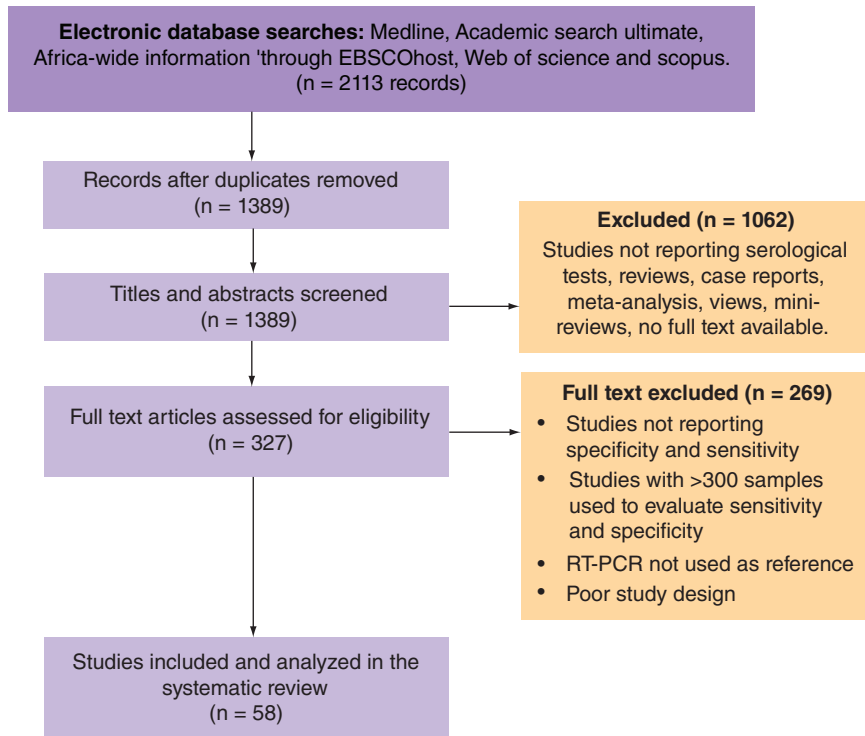 Electronic database searches: Medline, Academic search ultimate,
Africa-wide information 'through EBSCOhost, Web of science and scopus.
(n = 2113 records)
Records after duplicates removed
(n = 1389)
Excluded (n = 1062)
Studies not reporting serological
tests, reviews, case reports,
meta-analysis, views, mini-
reviews, no full text available.
Titles and abstracts screened
(n = 1389)
Full text articles assessed for eligibility
(n = 327)
Full text excluded (n = 269)
• Studies not reporting
specificity and sensitivity
• Studies with >300 samples
used to evaluate sensitivity
and specificity
• RT-PCR not used as reference
• Poor study design
Studies included and analyzed in the
systematic review
(n = 58)